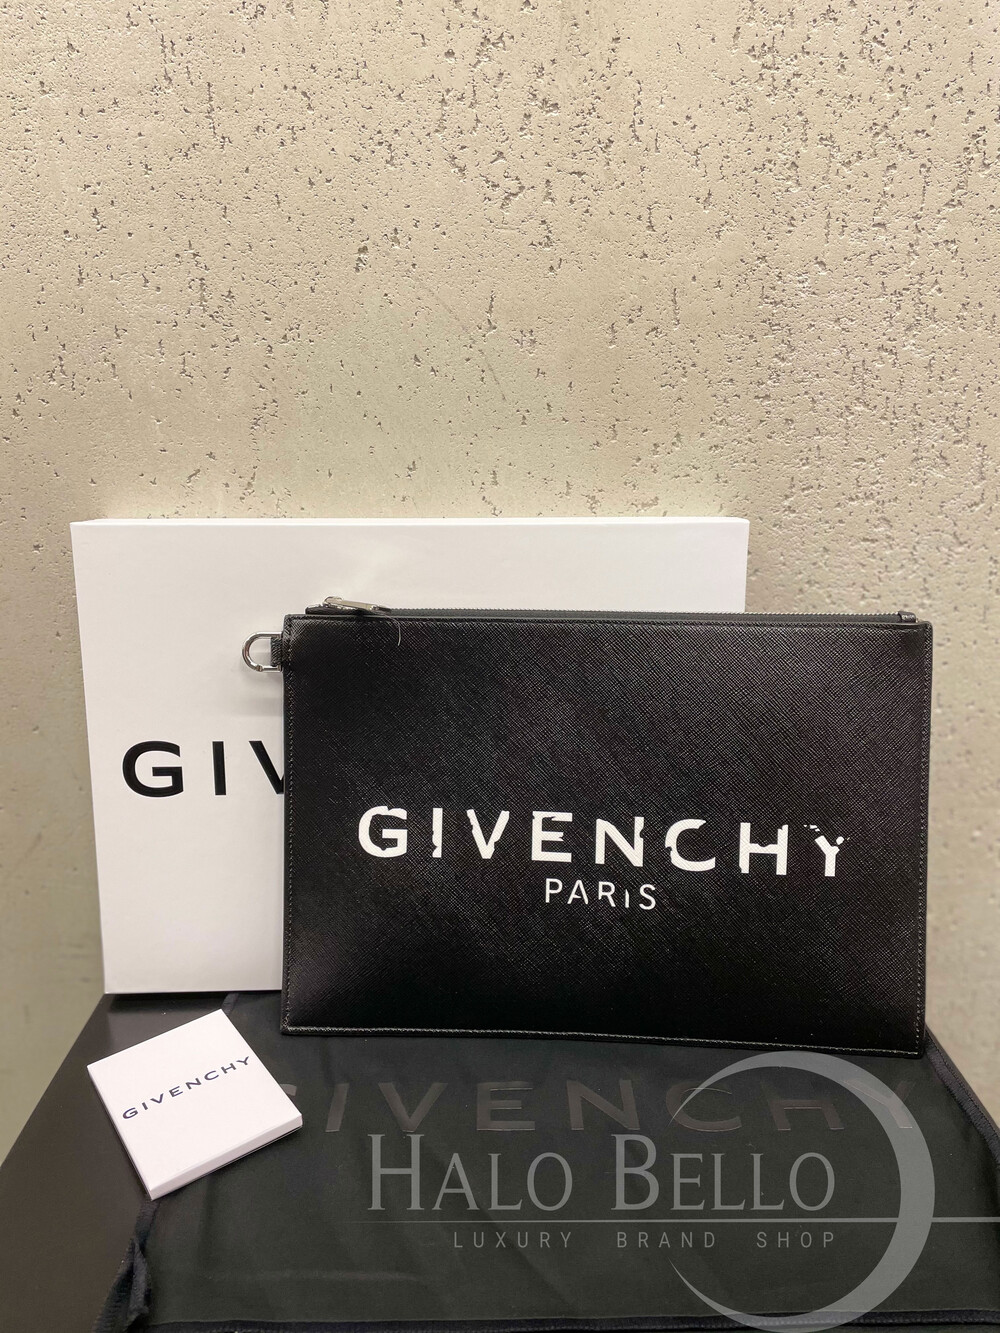 GIV
GIVENCHY
PARIS
GIVENCHY
GIVENCHY
HALO BELLO
LUXURY BRAND SHOP